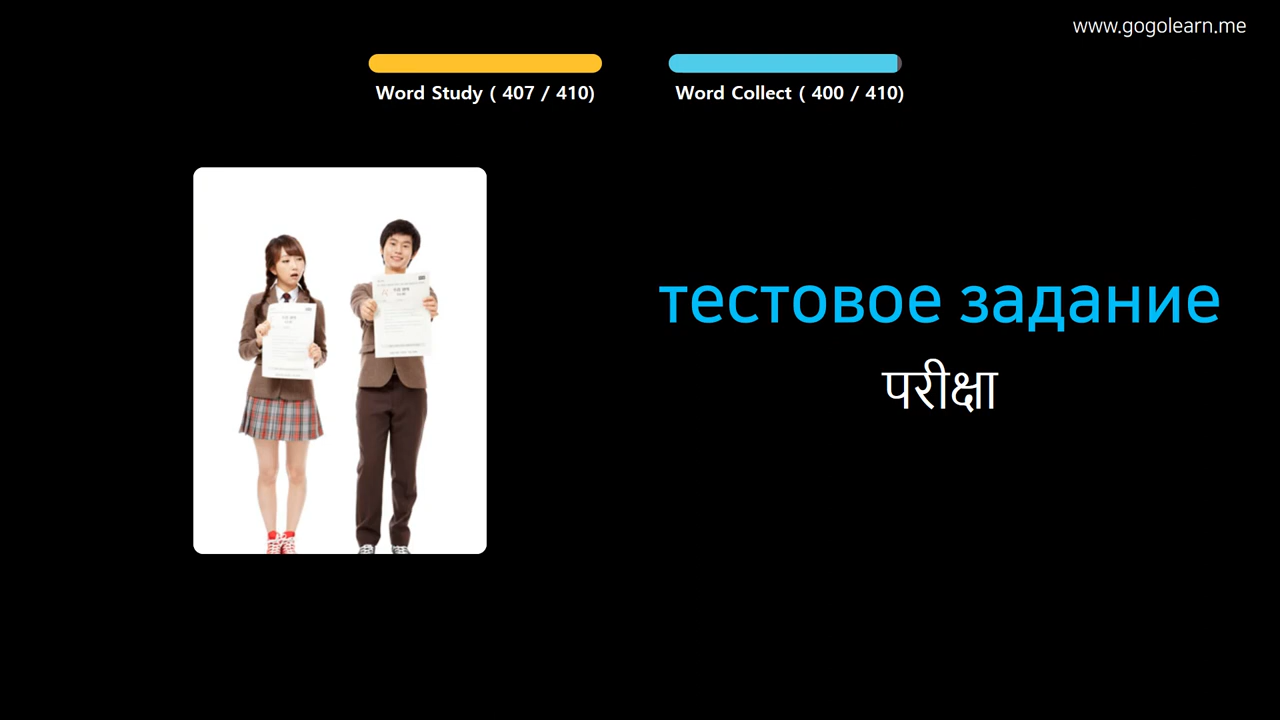 www.gogolearn.me
Word Study ( 407 / 410)
Word Collect ( 400 / 410)
тестовое задание
परीक्षा